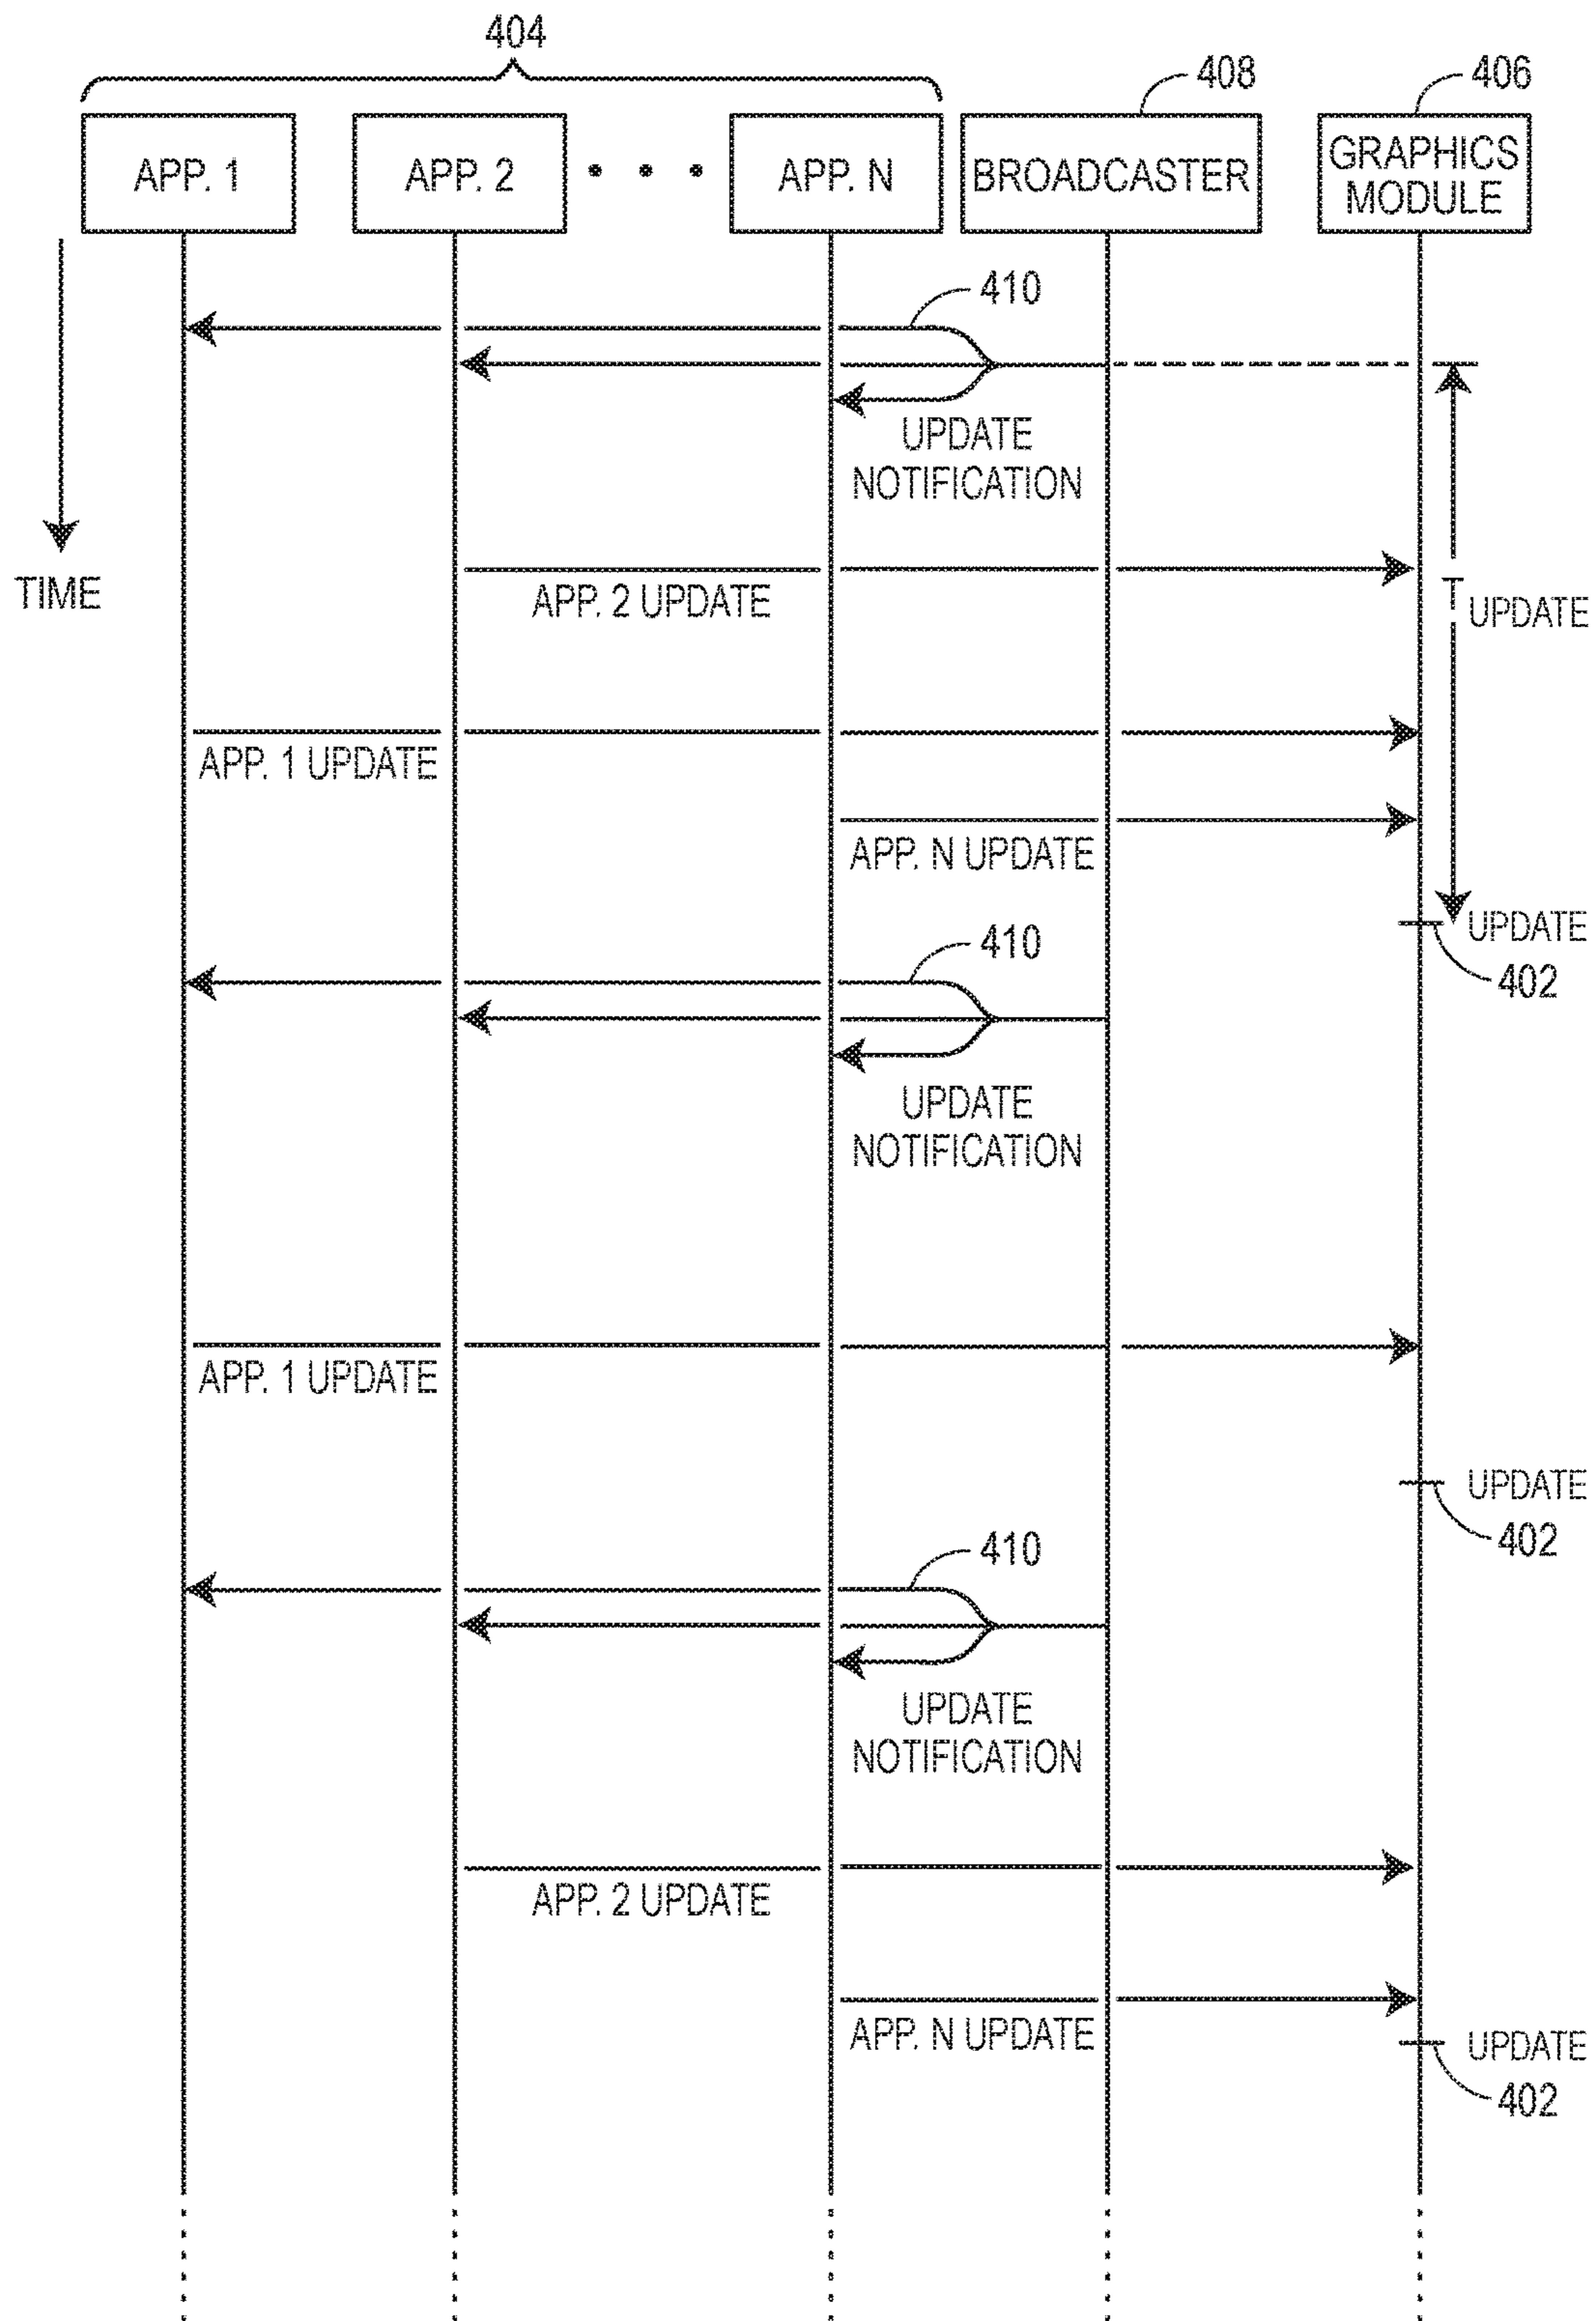 404
408
406
APP. 1
APP. 2
• • •
APP. N
BROADCASTER
GRAPHICS
MODULE
410
UPDATE
NOTIFICATION
TIME
APP. 2 UPDATE
T UPDATE
APP. 1 UPDATE
APP. N UPDATE
UPDATE
402
410
UPDATE
NOTIFICATION
APP. 1 UPDATE
UPDATE
402
410
UPDATE
NOTIFICATION
APP. 2 UPDATE
APP. N UPDATE
UPDATE
402